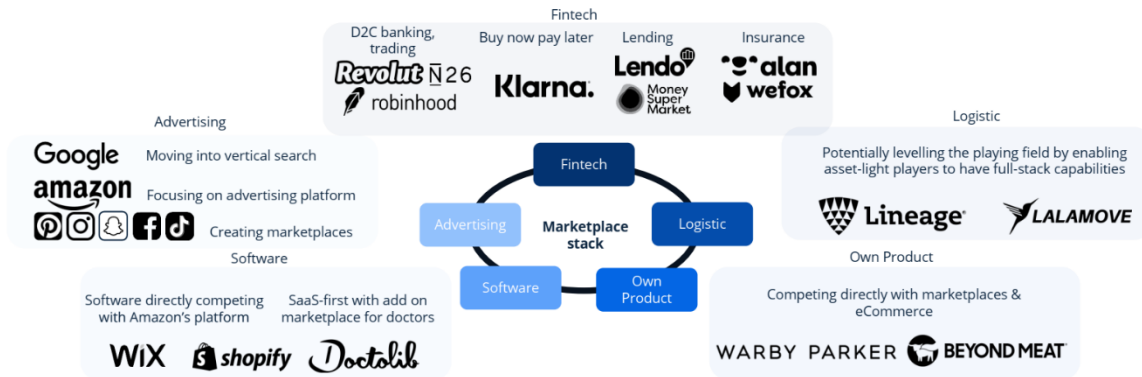 Fintech
D2C banking,
trading
Revolut N26
robinhood
Buy now pay later
Klarna.
Lending
Lendo
Money
Super
Market
Insurance
alan
wefox
Advertising
Google Moving into vertical search
amazon Focusing on advertising platform
Creating marketplaces
Logistic
Potentially levelling the playing field by enabling
asset-light players to have full-stack capabilities
Lineage®
LALAMOVE
Fintech
Advertising
Marketplace
stack
Logistic
Software
Own
Product
Software
Software directly competing
with Amazon's platform
WiX shopify
SaaS-first with add on
marketplace for doctors
Doctolib
Own Product
Competing directly with marketplaces &
eCommerce
WARBY PARKER
BEYOND MEAT